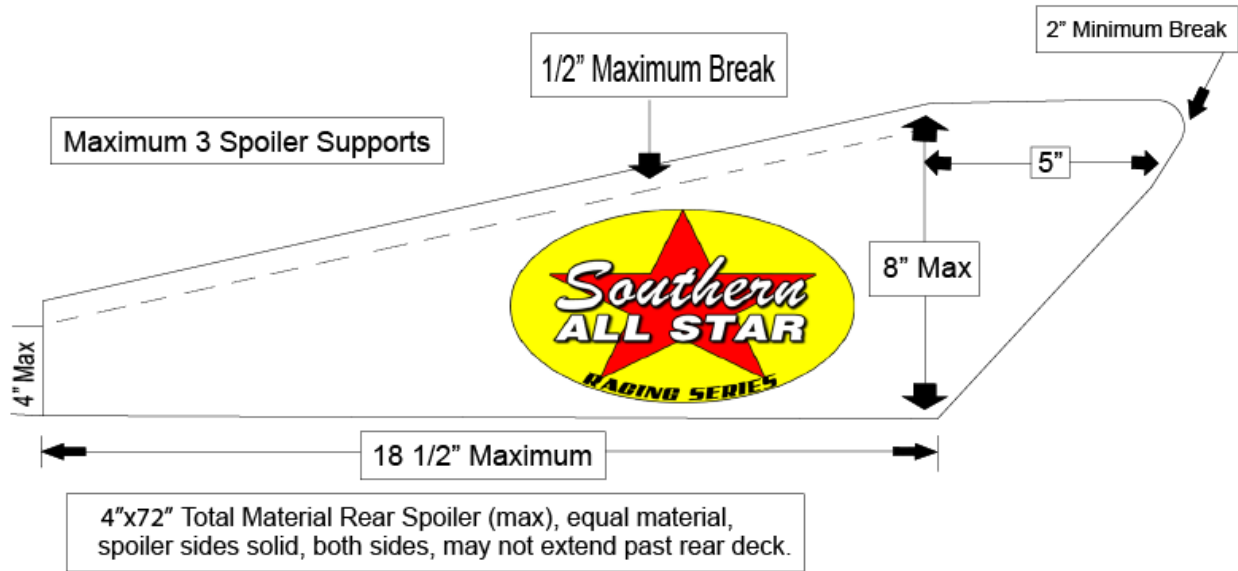 2” Minimum Break
1/2” Maximum Break
Maximum 3 Spoiler Supports
5”
8” Max
Southern
ALL STAR
RACING SERIES
4” Max
18 1/2” Maximum
4”x72” Total Material Rear Spoiler (max), equal material,
spoiler sides solid, both sides, may not extend past rear deck.